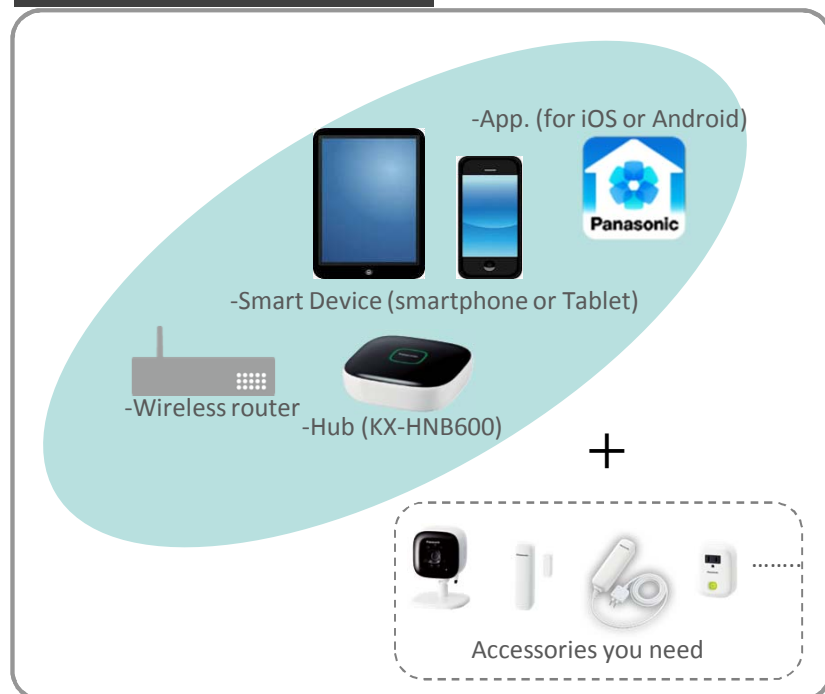 -App. (for iOS or Android)
Panasonic
-Smart Device (smartphone or Tablet)
-Wireless router
-Hub (KX-HNB600)
+
.........
Accessories you need